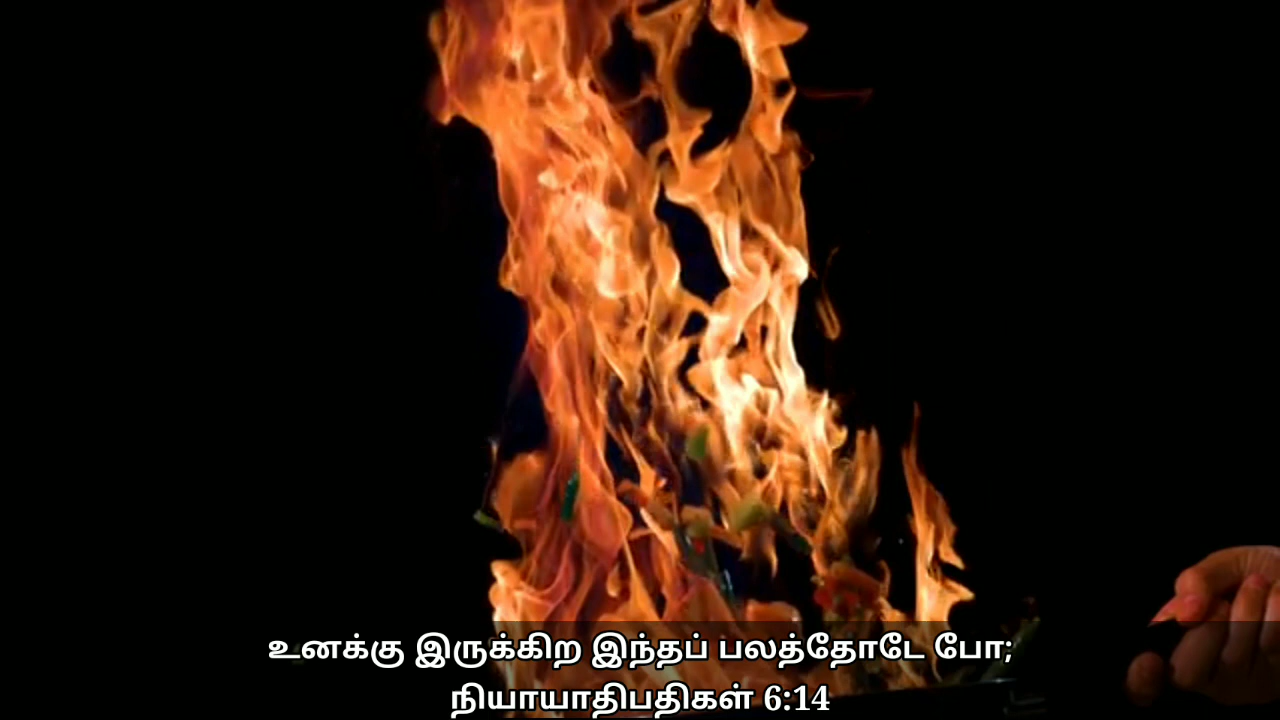 உனக்கு இருக்கிற இந்தப் பலத்தோடே போ;
நியாயாதிபதிகள் 6:14